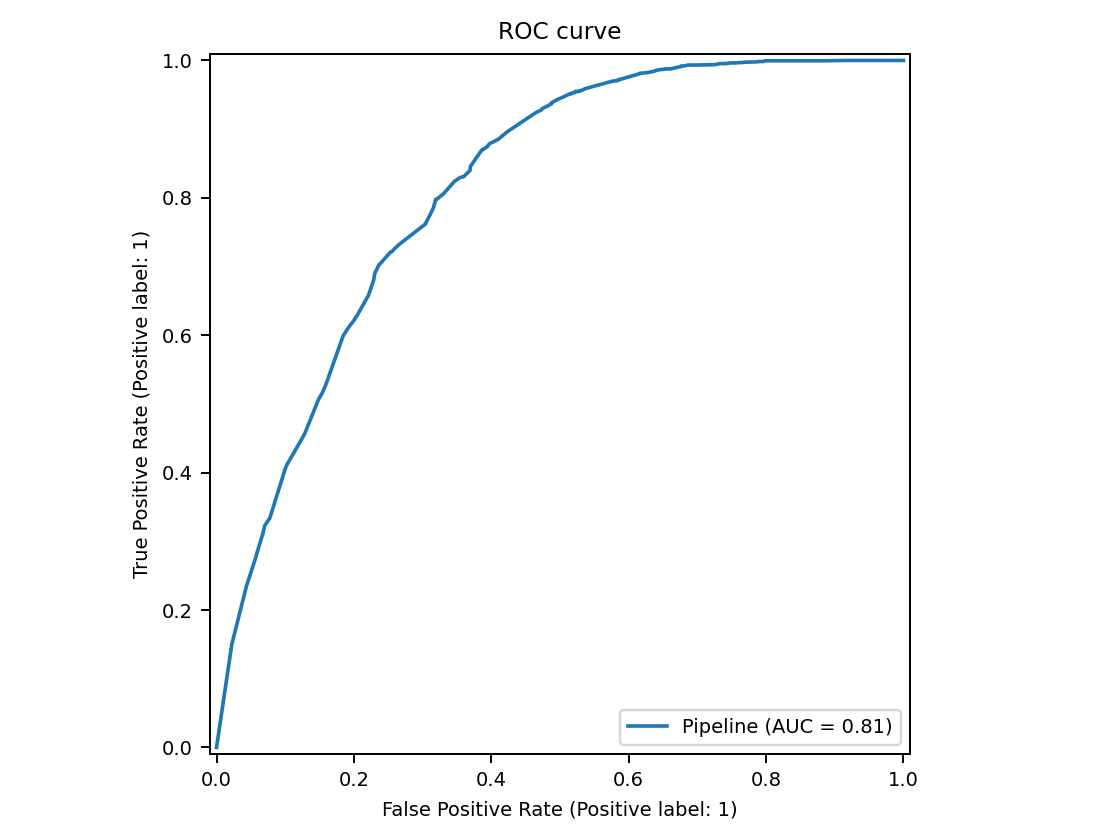 ROC curve
1.0
0.8
0.6
0.4
0.2
0.0
True Positive Rate (Positive label: 1)
Pipeline (AUC = 0.81)
0.0 0.2 0.4 0.6 0.8 1.0
False Positive Rate (Positive label: 1)